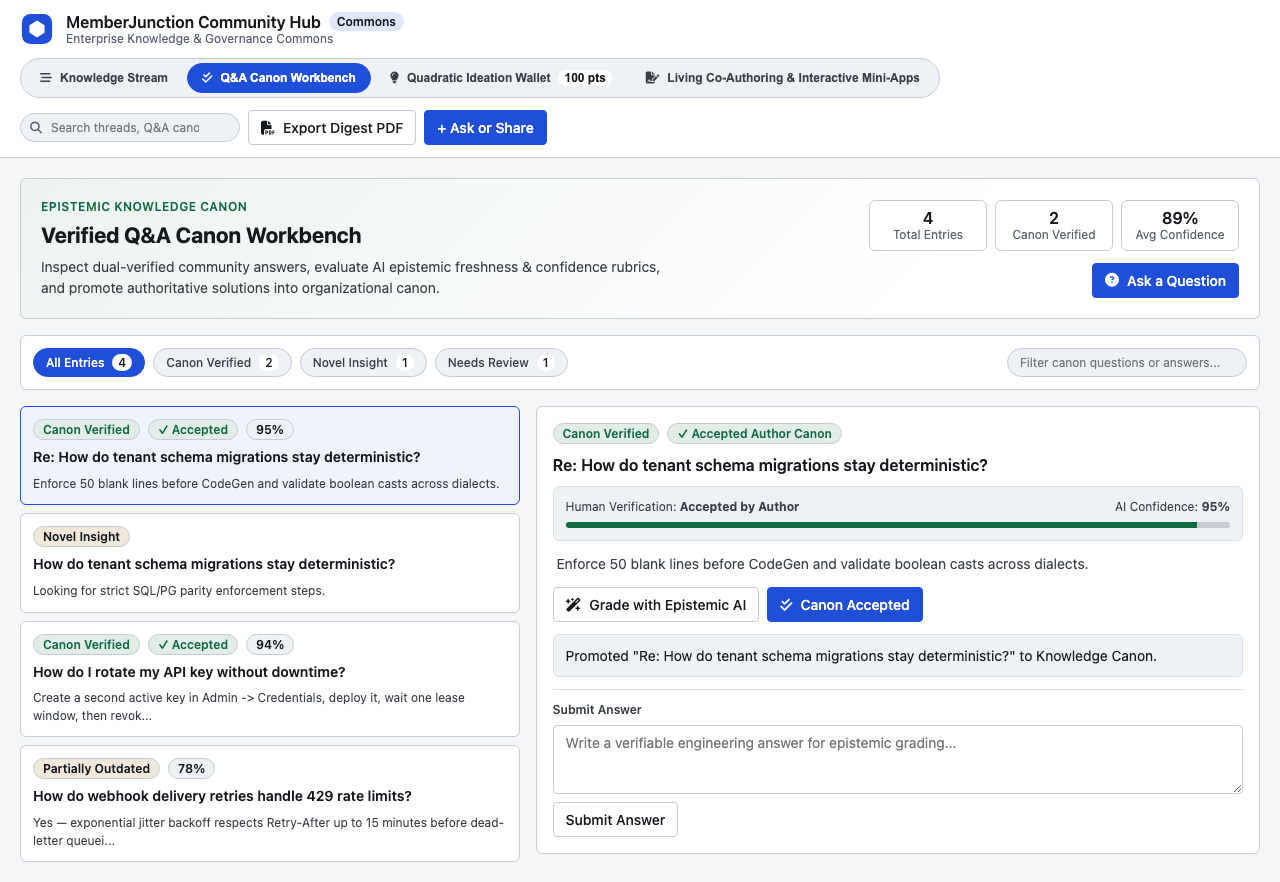 MemberJunction Community Hub Commons
Enterprise Knowledge & Governance Commons
Knowledge Stream
Q&A Canon Workbench
Quadratic Ideation Wallet 100 pts
Living Co-Authoring & Interactive Mini-Apps
Search threads, Q&A canc
Export Digest PDF
+ Ask or Share
EPISTEMIC KNOWLEDGE CANON
Verified Q&A Canon Workbench
Inspect dual-verified community answers, evaluate AI epistemic freshness & confidence rubrics,
and promote authoritative solutions into organizational canon.
4
Total Entries
2
Canon Verified
89%
Avg Confidence
Ask a Question
All Entries 4
Canon Verified 2
Novel Insight 1
Needs Review 1
Filter canon questions or answers...
Canon Verified ✓ Accepted 95%
Re: How do tenant schema migrations stay deterministic?
Enforce 50 blank lines before CodeGen and validate boolean casts across dialects.
Novel Insight
How do tenant schema migrations stay deterministic?
Looking for strict SQL/PG parity enforcement steps.
Canon Verified ✓ Accepted 94%
How do I rotate my API key without downtime?
Create a second active key in Admin -> Credentials, deploy it, wait one lease
window, then revok...
Partially Outdated 78%
How do webhook delivery retries handle 429 rate limits?
Yes — exponential jitter backoff respects Retry-After up to 15 minutes before dead-
letter queuei...
Canon Verified ✓ Accepted Author Canon
Re: How do tenant schema migrations stay deterministic?
Human Verification: Accepted by Author
AI Confidence: 95%
Enforce 50 blank lines before CodeGen and validate boolean casts across dialects.
Grade with Epistemic AI
Canon Accepted
Promoted "Re: How do tenant schema migrations stay deterministic?" to Knowledge Canon.
Submit Answer
Write a verifiable engineering answer for epistemic grading...
Submit Answer